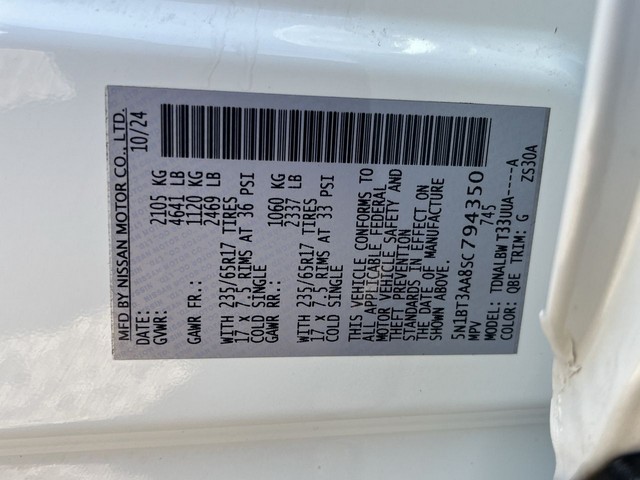 MFD BY NISSAN MOTOR CO., LTD.
DATE: 10/24
GVWR: 2105 KG
4641 LB
GAWR FR.: 1120 KG
2469 LB
WITH 235/65R17 TIRES
17 X 7.5 RIMS AT 36 PSI
COLD SINGLE
GAWR RR.: 1060 KG
2337 LB
WITH 235/65R17 TIRES
17 X 7.5 RIMS AT 33 PSI
COLD SINGLE
THIS VEHICLE CONFORMS TO
ALL APPLICABLE FEDERAL
MOTOR VEHICLE SAFETY AND
THEFT PREVENTION
STANDARDS IN EFFECT ON
THE DATE OF MANUFACTURE
SHOWN ABOVE.
5N1BT3AA8SC794350
MPV 745
MODEL: TDNALBW T33UUA-----A
COLOR: QBE TRIM: G ZS30A